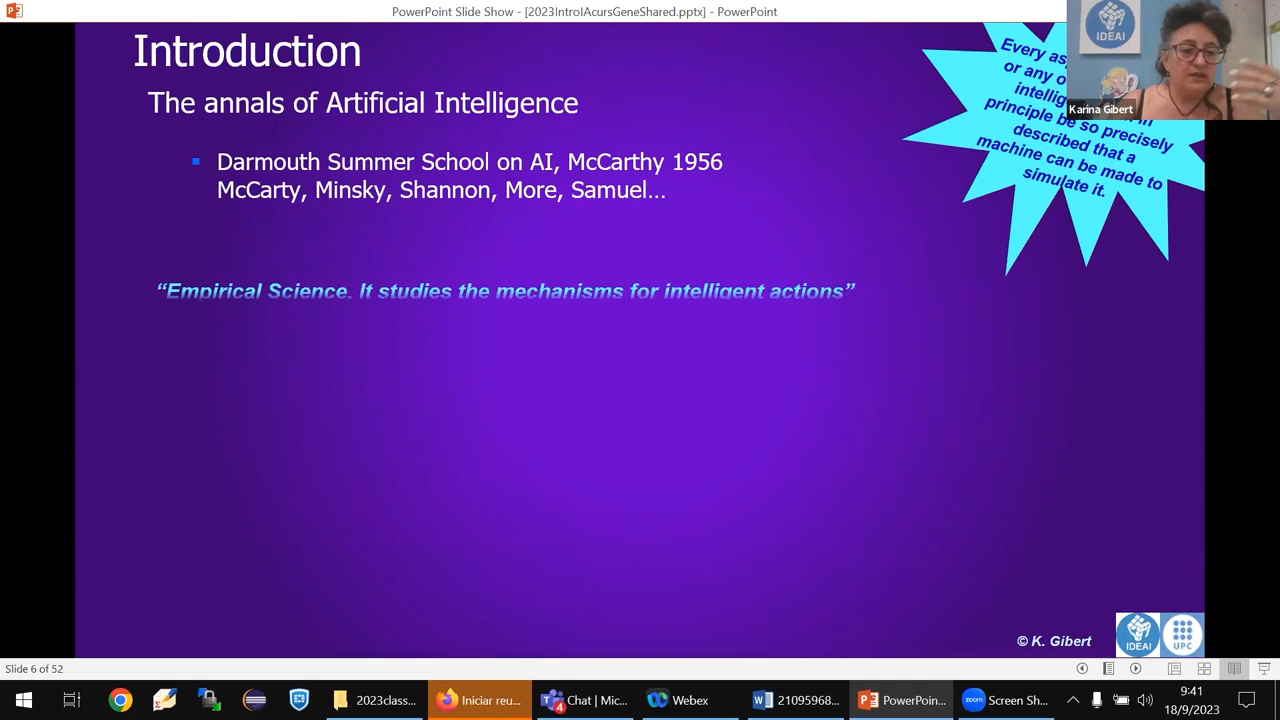 PowerPoint Slide Show - [2023IntroIAcursGeneShared.pptx] - PowerPoint
Introduction
The annals of Artificial Intelligence
Darmouth Summer School on AI, McCarthy 1956
McCarty, Minsky, Shannon, More, Samuel...
“Empirical Science. It studies the mechanisms for intelligent actions”
Every
or any
principle be so precisely
described that a
machine can be made to
simulate it.
IDEAI
Karina Gibert
© K. Gibert
IDEAI
UPC
Slide 6 of 52
2023class...
Iniciar reu...
Chat | Mic...
4
Webex
21095968...
PowerPoin...
zoom
Screen Sh...
9:41
18/9/2023